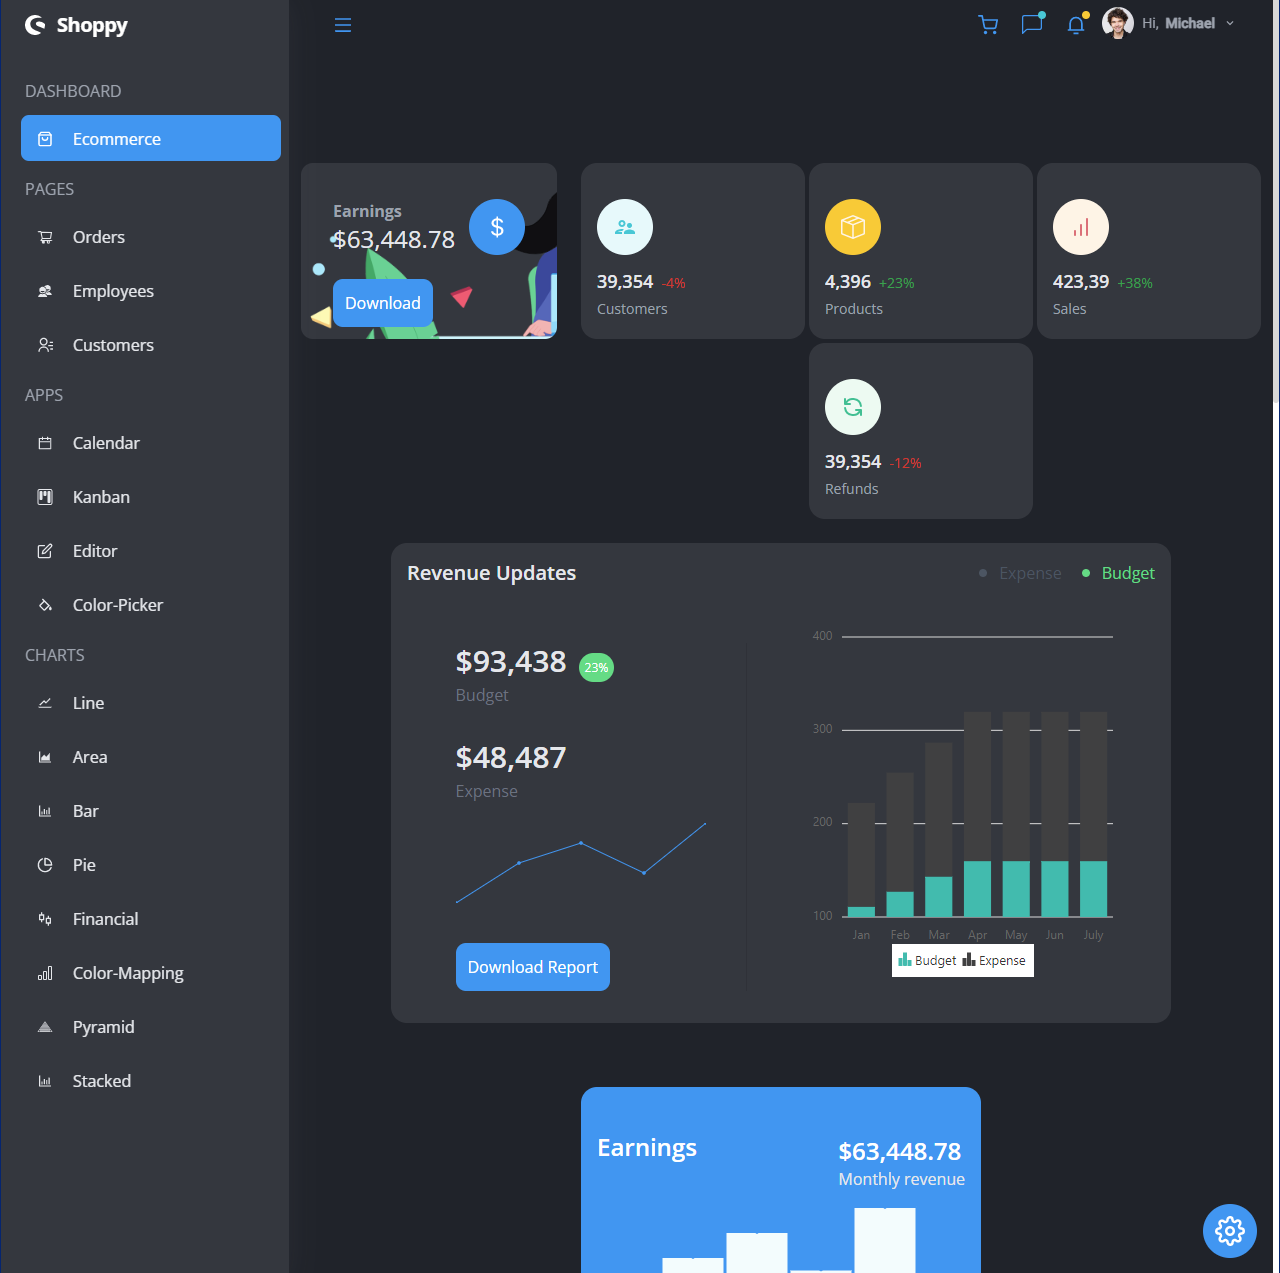 Shoppy
Hi, Michael
DASHBOARD
Ecommerce
PAGES
Orders
Employees
Customers
APPS
Calendar
Kanban
Editor
Color-Picker
CHARTS
Line
Area
Bar
Pie
Financial
Color-Mapping
Pyramid
Stacked
Earnings
$63,448.78
$
Download
39,354 -4%
Customers
4,396 +23%
Products
423,39 +38%
Sales
39,354 -12%
Refunds
Revenue Updates
Expense
Budget
$93,438 23%
Budget
$48,487
Expense
Download Report
400
300
200
100
Jan Feb Mar Apr May Jun July
Budget Expense
Earnings
$63,448.78
Monthly revenue